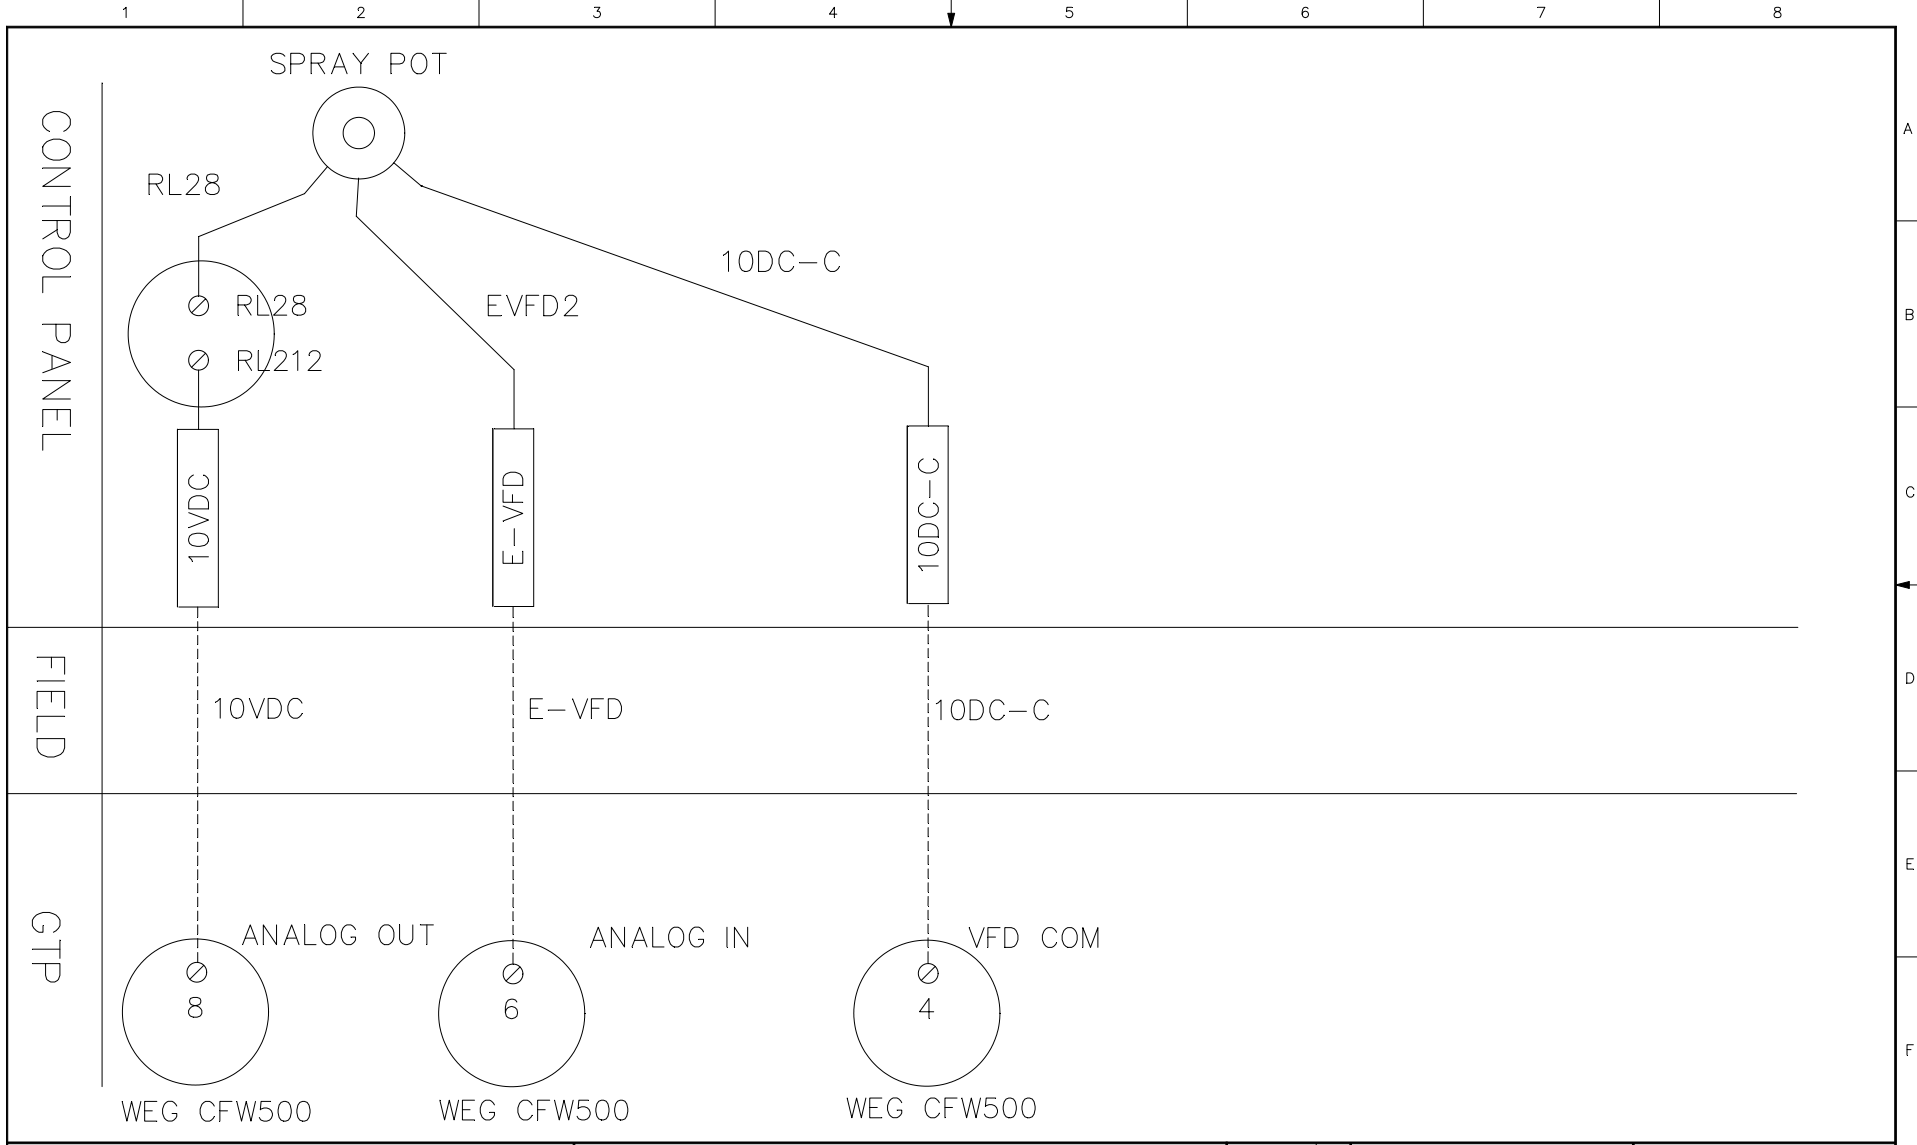 1 2 3 4 5 6 7 8
SPRAY POT
A
CONTROL PANEL
RL28
10DC-C
RL28
EVFD2
B
RL212
10VDC
E-VFD
10DC-C
C
FIELD
10VDC
E-VFD
10DC-C
D
E
GTP
ANALOG OUT
ANALOG IN
VFD COM
8
6
4
F
WEG CFW500
WEG CFW500
WEG CFW500